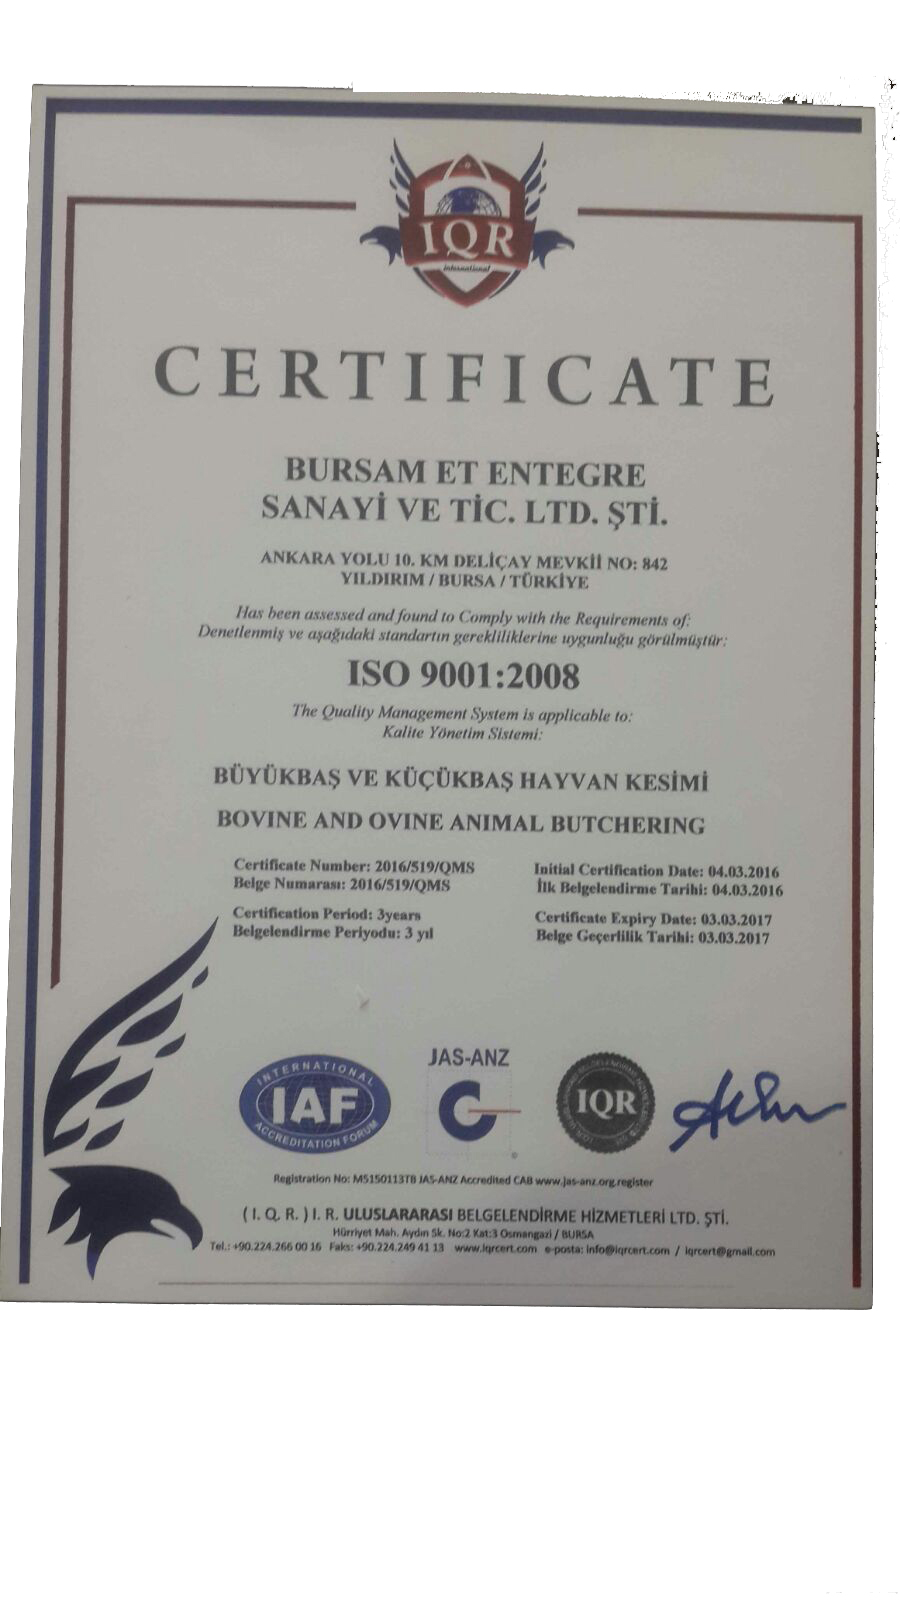 IQR
international
CERTIFICATE
BURSAM ET ENTEGRE
SANAYİ VE TİC. LTD. ŞTİ.
ANKARA YOLU 10. KM DELİÇAY MEVKİİ NO: 842
YILDIRIM / BURSA / TÜRKİYE
Has been assessed and found to Comply with the Requirements of:
Denetlenmiş ve aşağıdaki standartın gerekliliklerine uygunluğu görülmüştür:
ISO 9001:2008
The Quality Management System is applicable to:
Kalite Yönetim Sistemi:
BÜYÜKBAŞ VE KÜÇÜKBAŞ HAYVAN KESİMİ
BOVINE AND OVINE ANIMAL BUTCHERING
Certificate Number: 2016/519/QMS
Belge Numarası: 2016/519/QMS
Initial Certification Date: 04.03.2016
İlk Belgelendirme Tarihi: 04.03.2016
Certification Period: 3years
Belgelendirme Periyodu: 3 yıl
Certificate Expiry Date: 03.03.2017
Belge Geçerlilik Tarihi: 03.03.2017
INTERNATIONAL
IAF
ACCREDITATION FORUM
JAS-ANZ
IQR
Registration No: M5150113TB JAS-ANZ Accredited CAB www.jas-anz.org.register
( I. Q. R. ) I. R. ULUSLARARASI BELGELENDİRME HİZMETLERİ LTD. ŞTİ.
Hürriyet Mah. Aydın Sk. No:2 Kat:3 Osmangazi / BURSA
Tel.: +90.224.266 00 16 Faks: +90.224.249 41 13 www.iqrcert.com e-posta: info@iqrcert.com / iqrcert@gmail.com